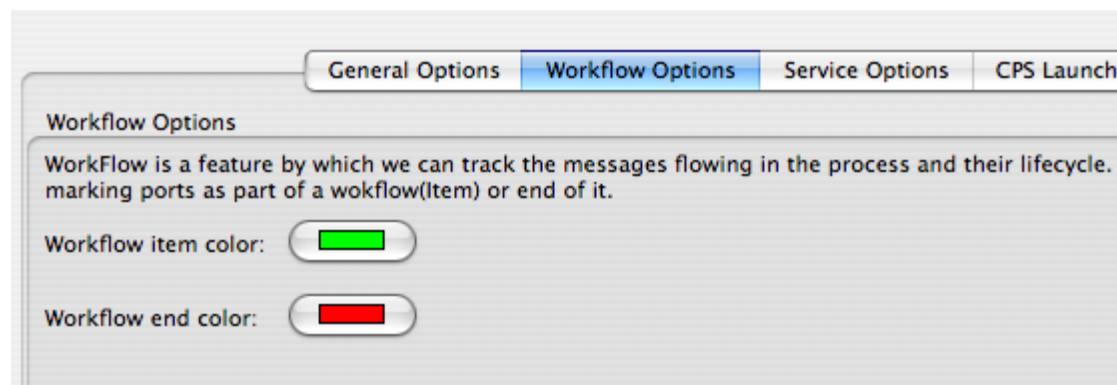 General Options Workflow Options Service Options CPS Launch
Workflow Options
WorkFlow is a feature by which we can track the messages flowing in the process and their lifecycle.
marking ports as part of a wokflow(Item) or end of it.
Workflow item color:
Workflow end color: